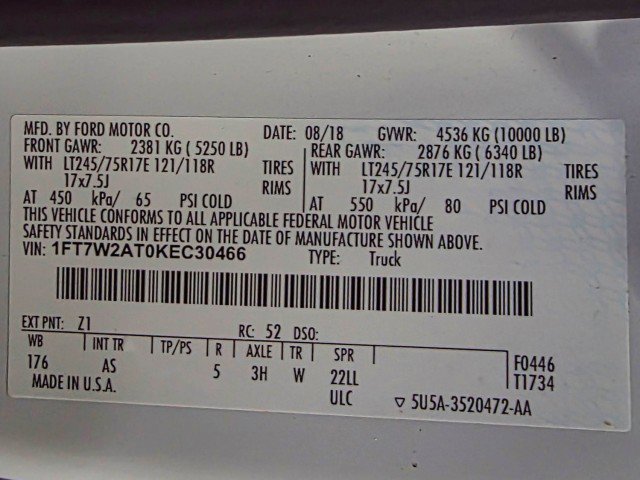 MFD. BY FORD MOTOR CO. DATE: 08/18 GVWR: 4536 KG (10000 LB)
FRONT GAWR: 2381 KG ( 5250 LB) REAR GAWR: 2876 KG ( 6340 LB)
WITH LT245/75R17E 121/118R TIRES WITH LT245/75R17E 121/118R TIRES
17x7.5J RIMS 17x7.5J RIMS
AT 450 kPa/ 65 PSI COLD AT 550 kPa/ 80 PSI COLD
THIS VEHICLE CONFORMS TO ALL APPLICABLE FEDERAL MOTOR VEHICLE
SAFETY STANDARDS IN EFFECT ON THE DATE OF MANUFACTURE SHOWN ABOVE.
VIN: 1FT7W2AT0KEC30466 TYPE: Truck
EXT PNT: Z1 RC: 52 DSO:
WB INT TR TP/PS R AXLE TR SPR F0446
176 AS 5 3H W 22LL T1734
MADE IN U.S.A. ULC ▽ 5U5A-3520472-AA